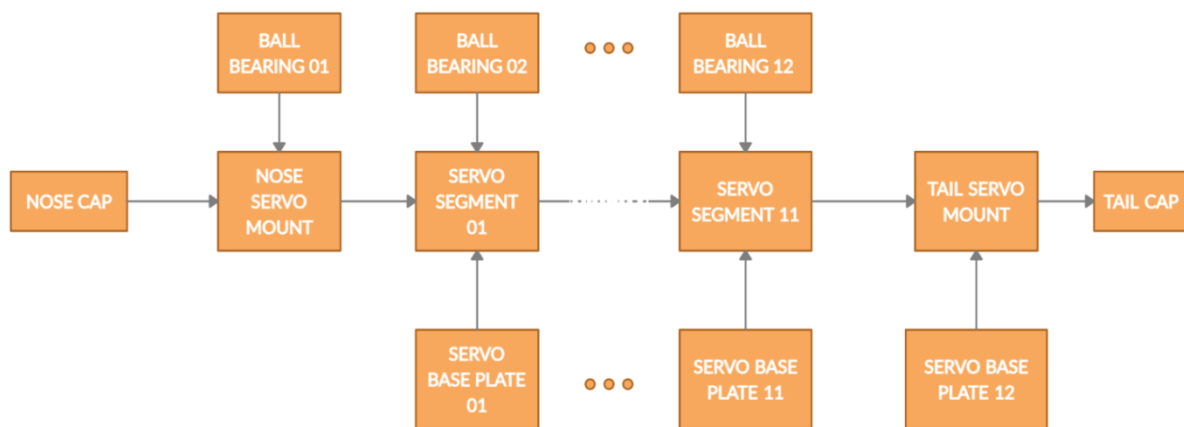 BALL
BEARING 01
BALL
BEARING 02
BALL
BEARING 12
NOSE CAP
NOSE
SERVO
MOUNT
SERVO
SEGMENT
01
SERVO
SEGMENT 11
TAIL SERVO
MOUNT
TAIL CAP
SERVO
BASE PLATE
01
SERVO BASE
PLATE 11
SERVO BASE
PLATE 12